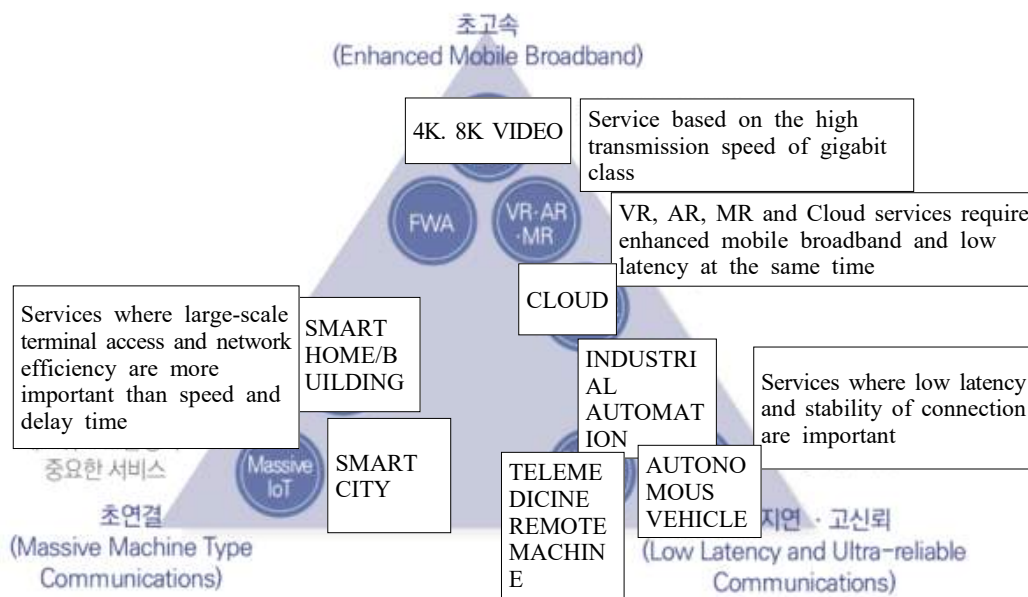 초고속
(Enhanced Mobile Broadband)
4K. 8K VIDEO
Service based on the high
transmission speed of gigabit
class
FWA
VR·AR
·MR
VR, AR, MR and Cloud services require
enhanced mobile broadband and low
latency at the same time
CLOUD
Services where large-scale
terminal access and network
efficiency are more
important than speed and
delay time
SMART
HOME/B
UILDING
INDUSTRI
AL
AUTOMAT
ION
Services where low latency
and stability of connection
are important
중요한 서비스
Massive
IoT
SMART
CITY
TELEME
DICINE
REMOTE
MACHIN
E
AUTONO
MOUS
VEHICLE
초연결
(Massive Machine Type
Communications)
지연 · 고신뢰
(Low Latency and Ultra-reliable
Communications)